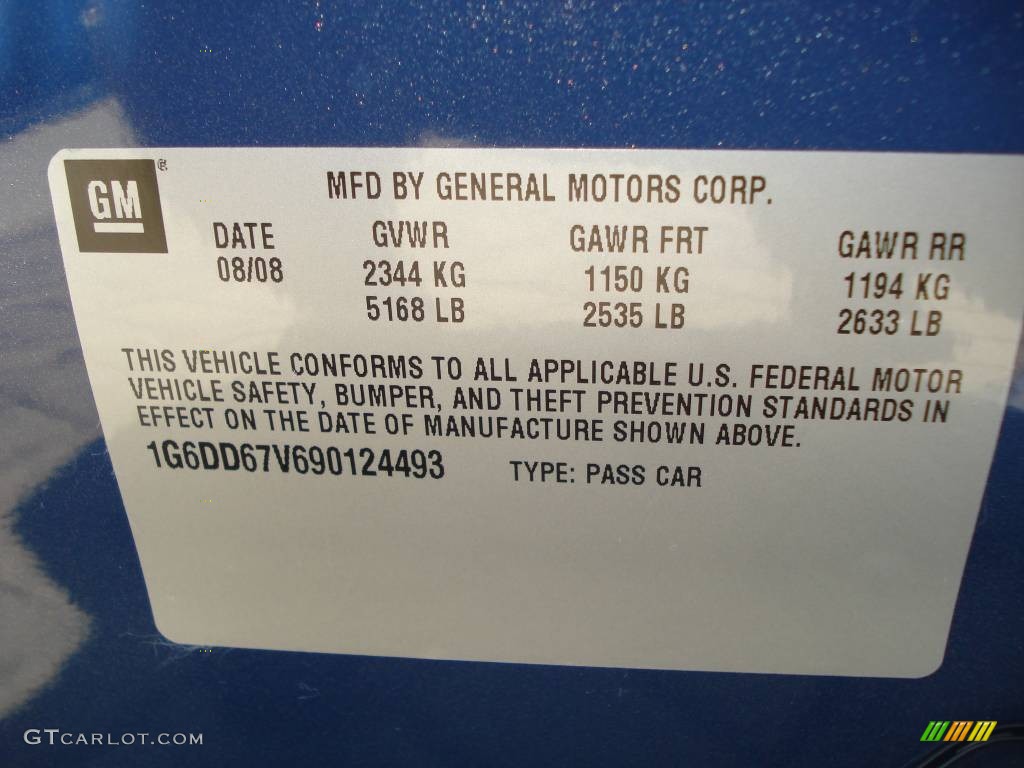 GM ®
MFD BY GENERAL MOTORS CORP.
DATE GVWR GAWR FRT GAWR RR
08/08 2344 KG 1150 KG 1194 KG
5168 LB 2535 LB 2633 LB
THIS VEHICLE CONFORMS TO ALL APPLICABLE U.S. FEDERAL MOTOR
VEHICLE SAFETY, BUMPER, AND THEFT PREVENTION STANDARDS IN
EFFECT ON THE DATE OF MANUFACTURE SHOWN ABOVE.
1G6DD67V690124493 TYPE: PASS CAR
GTCARLOT.COM